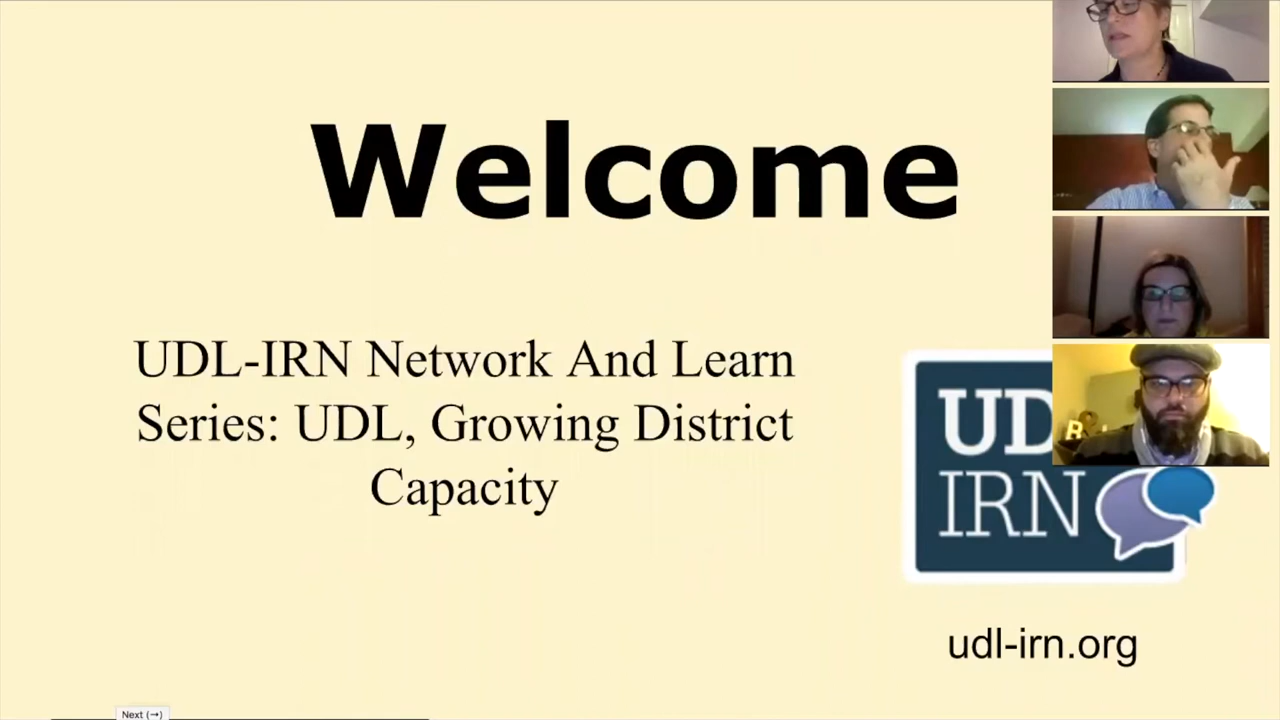 Welcome
UDL-IRN Network And Learn
Series: UDL, Growing District
Capacity
UD
IRN
udl-irn.org
Next (→)